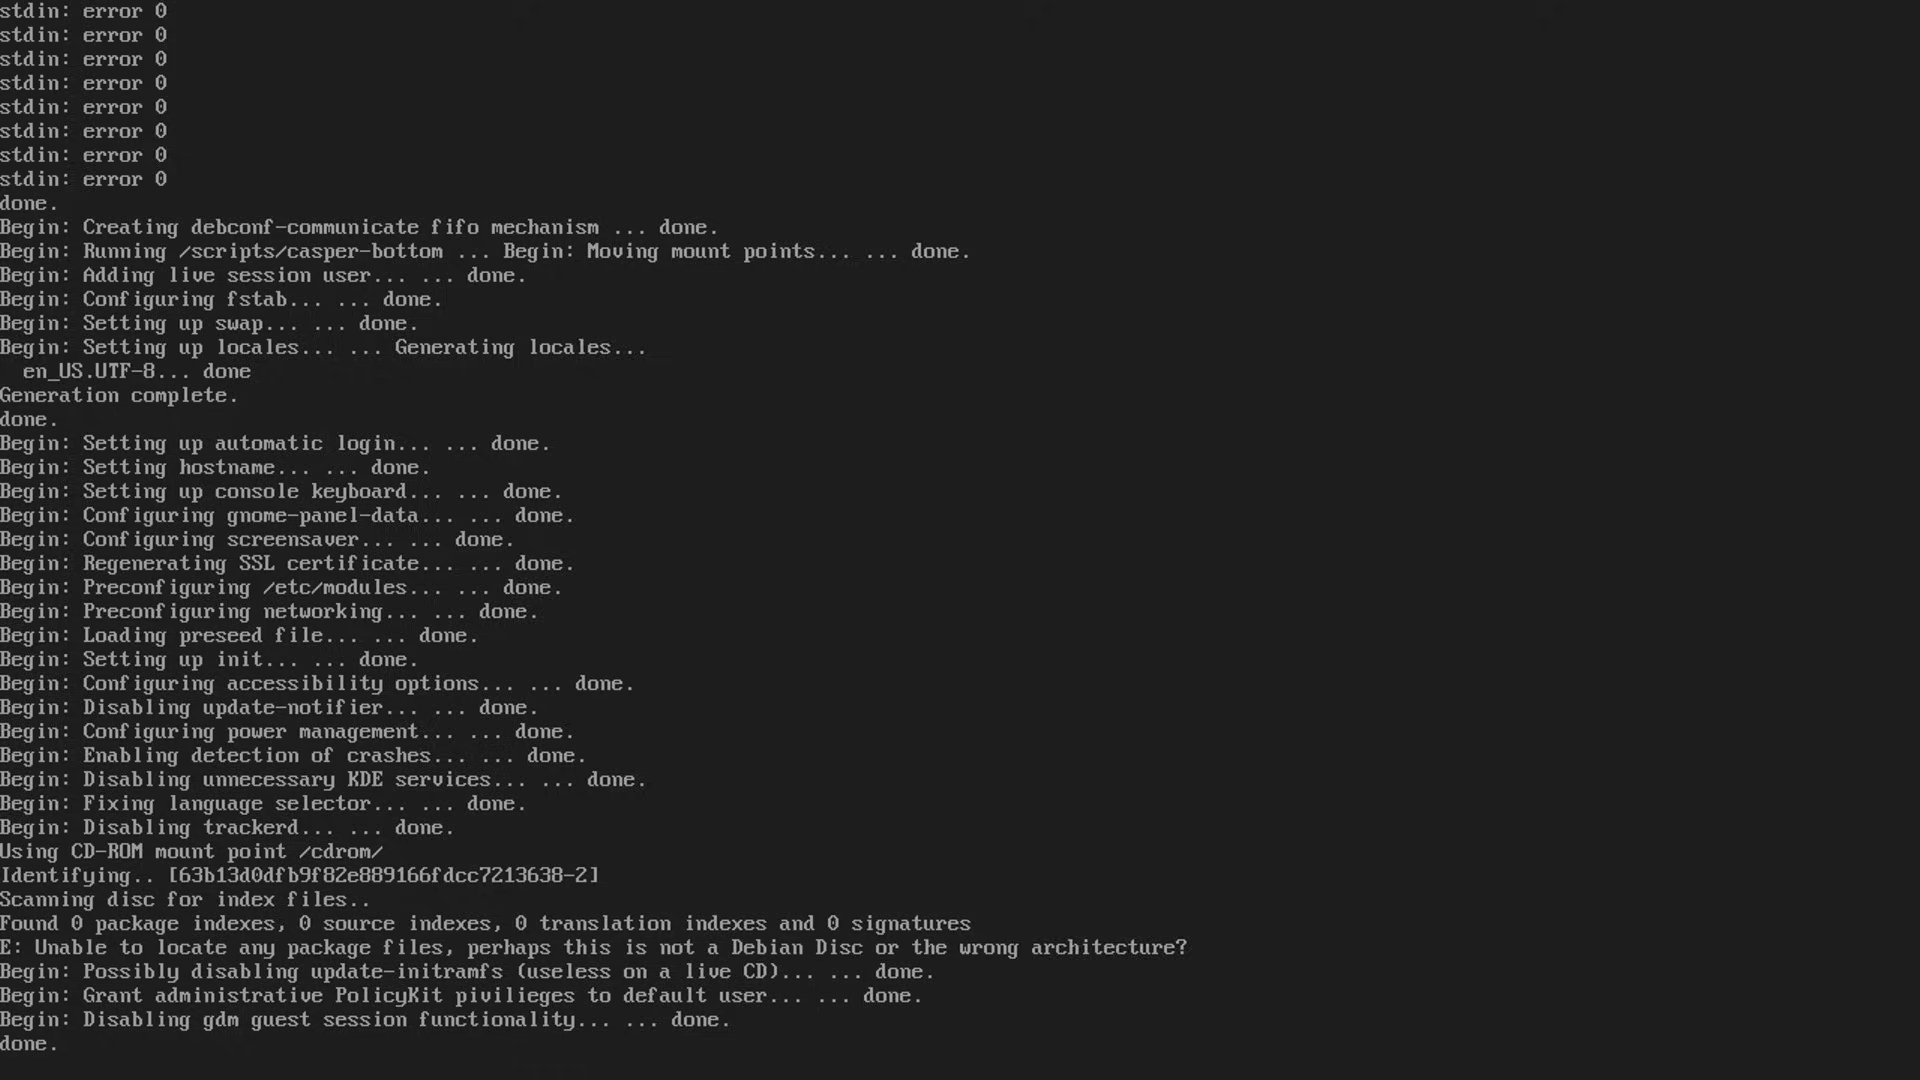 stdin: error 0
stdin: error 0
stdin: error 0
stdin: error 0
stdin: error 0
stdin: error 0
stdin: error 0
stdin: error 0
done.
Begin: Creating debconf-communicate fifo mechanism ... done.
Begin: Running /scripts/casper-bottom ... Begin: Moving mount points... ... done.
Begin: Adding live session user... ... done.
Begin: Configuring fstab... ... done.
Begin: Setting up swap... ... done.
Begin: Setting up locales... ... Generating locales...
  en_US.UTF-8... done
Generation complete.
done.
Begin: Setting up automatic login... ... done.
Begin: Setting hostname... ... done.
Begin: Setting up console keyboard... ... done.
Begin: Configuring gnome-panel-data... ... done.
Begin: Configuring screensaver... ... done.
Begin: Regenerating SSL certificate... ... done.
Begin: Preconfiguring /etc/modules... ... done.
Begin: Preconfiguring networking... ... done.
Begin: Loading preseed file... ... done.
Begin: Setting up init... ... done.
Begin: Configuring accessibility options... ... done.
Begin: Disabling update-notifier... ... done.
Begin: Configuring power management... ... done.
Begin: Enabling detection of crashes... ... done.
Begin: Disabling unnecessary KDE services... ... done.
Begin: Fixing language selector... ... done.
Begin: Disabling trackerd... ... done.
Using CD-ROM mount point /cdrom/
Identifying.. [63b13d0dfb9f82e889166fdcc7213638-2]
Scanning disc for index files..
Found 0 package indexes, 0 source indexes, 0 translation indexes and 0 signatures
E: Unable to locate any package files, perhaps this is not a Debian Disc or the wrong architecture?
Begin: Possibly disabling update-initramfs (useless on a live CD)... ... done.
Begin: Grant administrative PolicyKit pivilieges to default user... ... done.
Begin: Disabling gdm guest session functionality... ... done.
done.